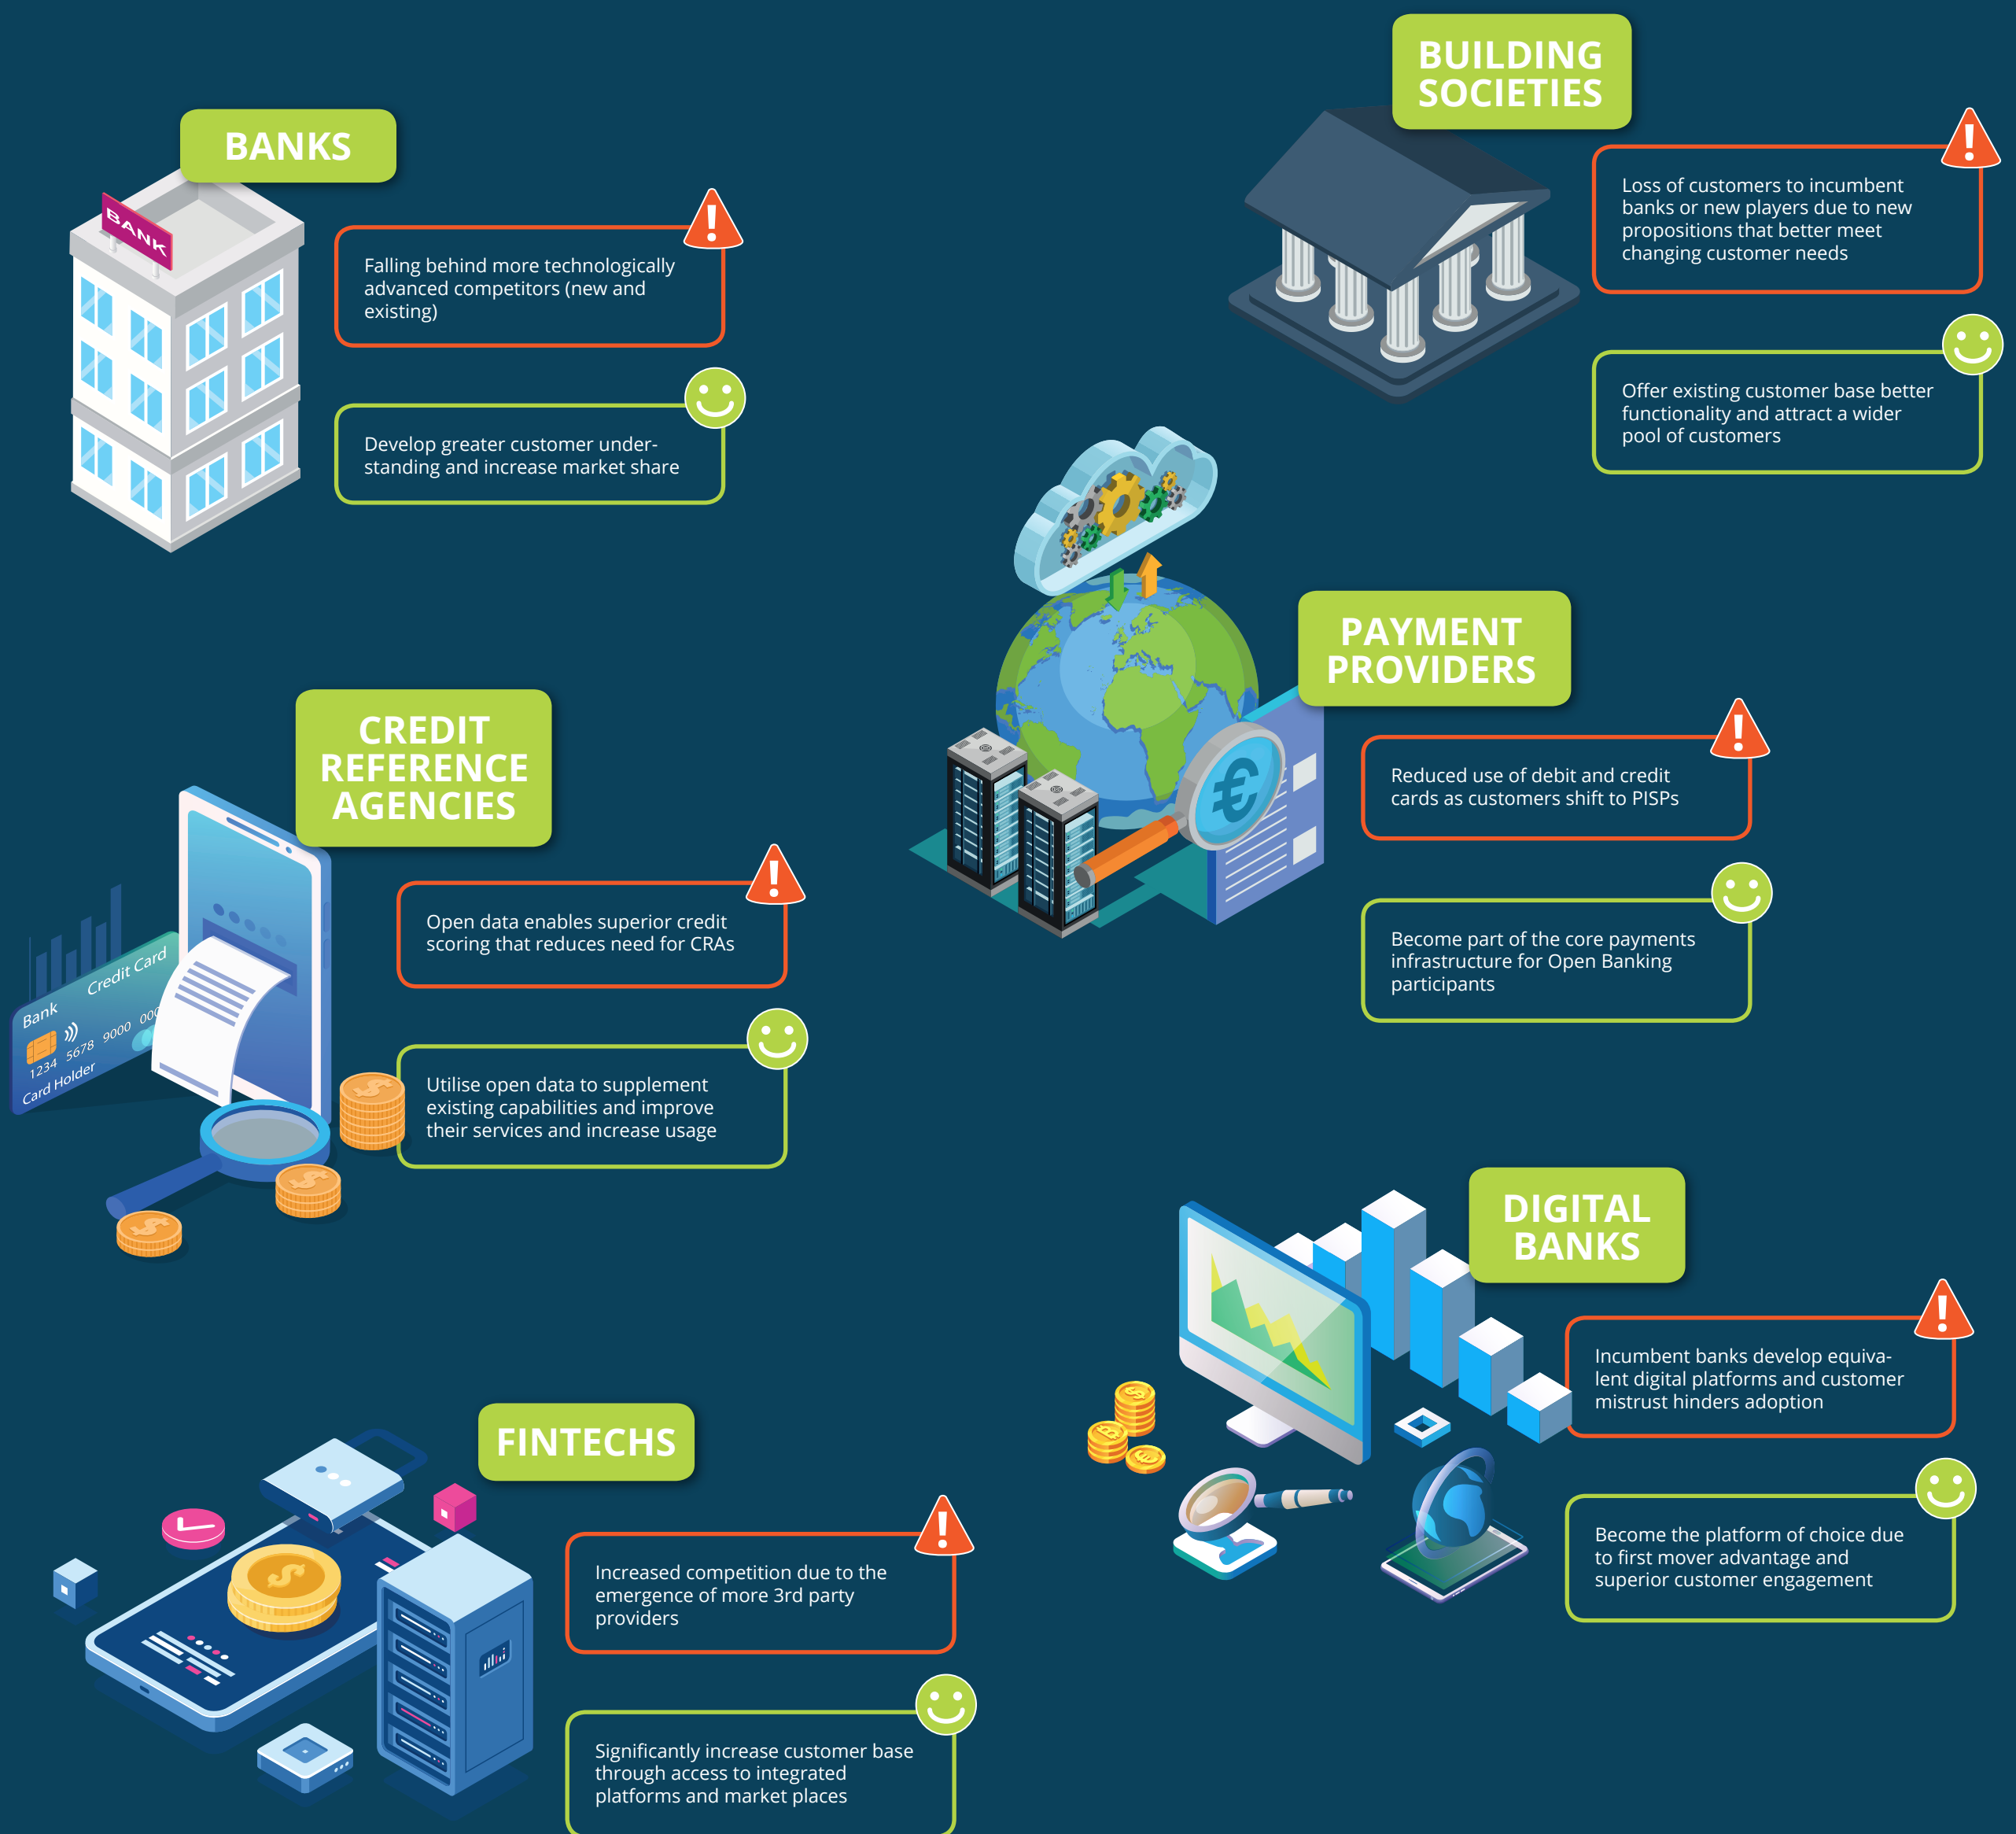 BANKS
BANK
Falling behind more technologically
advanced competitors (new and
existing)
Develop greater customer under-
standing and increase market share
BUILDING
SOCIETIES
Loss of customers to incumbent
banks or new players due to new
propositions that better meet
changing customer needs
Offer existing customer base better
functionality and attract a wider
pool of customers
PAYMENT
PROVIDERS
€
Reduced use of debit and credit
cards as customers shift to PISPs
Become part of the core payments
infrastructure for Open Banking
participants
CREDIT
REFERENCE
AGENCIES
Bank
Credit Card
1234 5678 9000 000
Card Holder
Open data enables superior credit
scoring that reduces need for CRAs
Utilise open data to supplement
existing capabilities and improve
their services and increase usage
DIGITAL
BANKS
Incumbent banks develop equiva-
lent digital platforms and customer
mistrust hinders adoption
Become the platform of choice due
to first mover advantage and
superior customer engagement
FINTECHS
Increased competition due to the
emergence of more 3rd party
providers
Significantly increase customer base
through access to integrated
platforms and market places